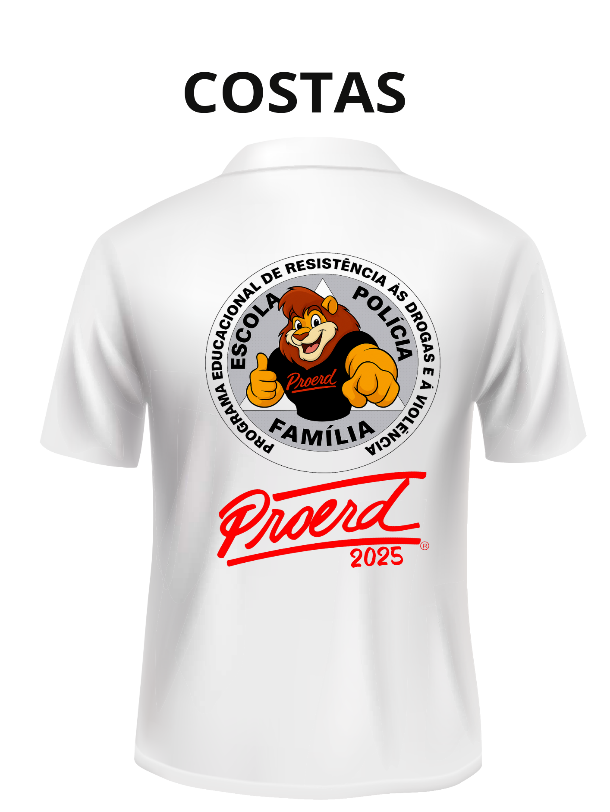 COSTAS
PROGRAMA EDUCACIONAL DE RESISTÊNCIA ÀS DROGAS E À VIOLÊNCIA
ESCOLA
POLÍCIA
Proerd
FAMÍLIA
Proerd
®
2025